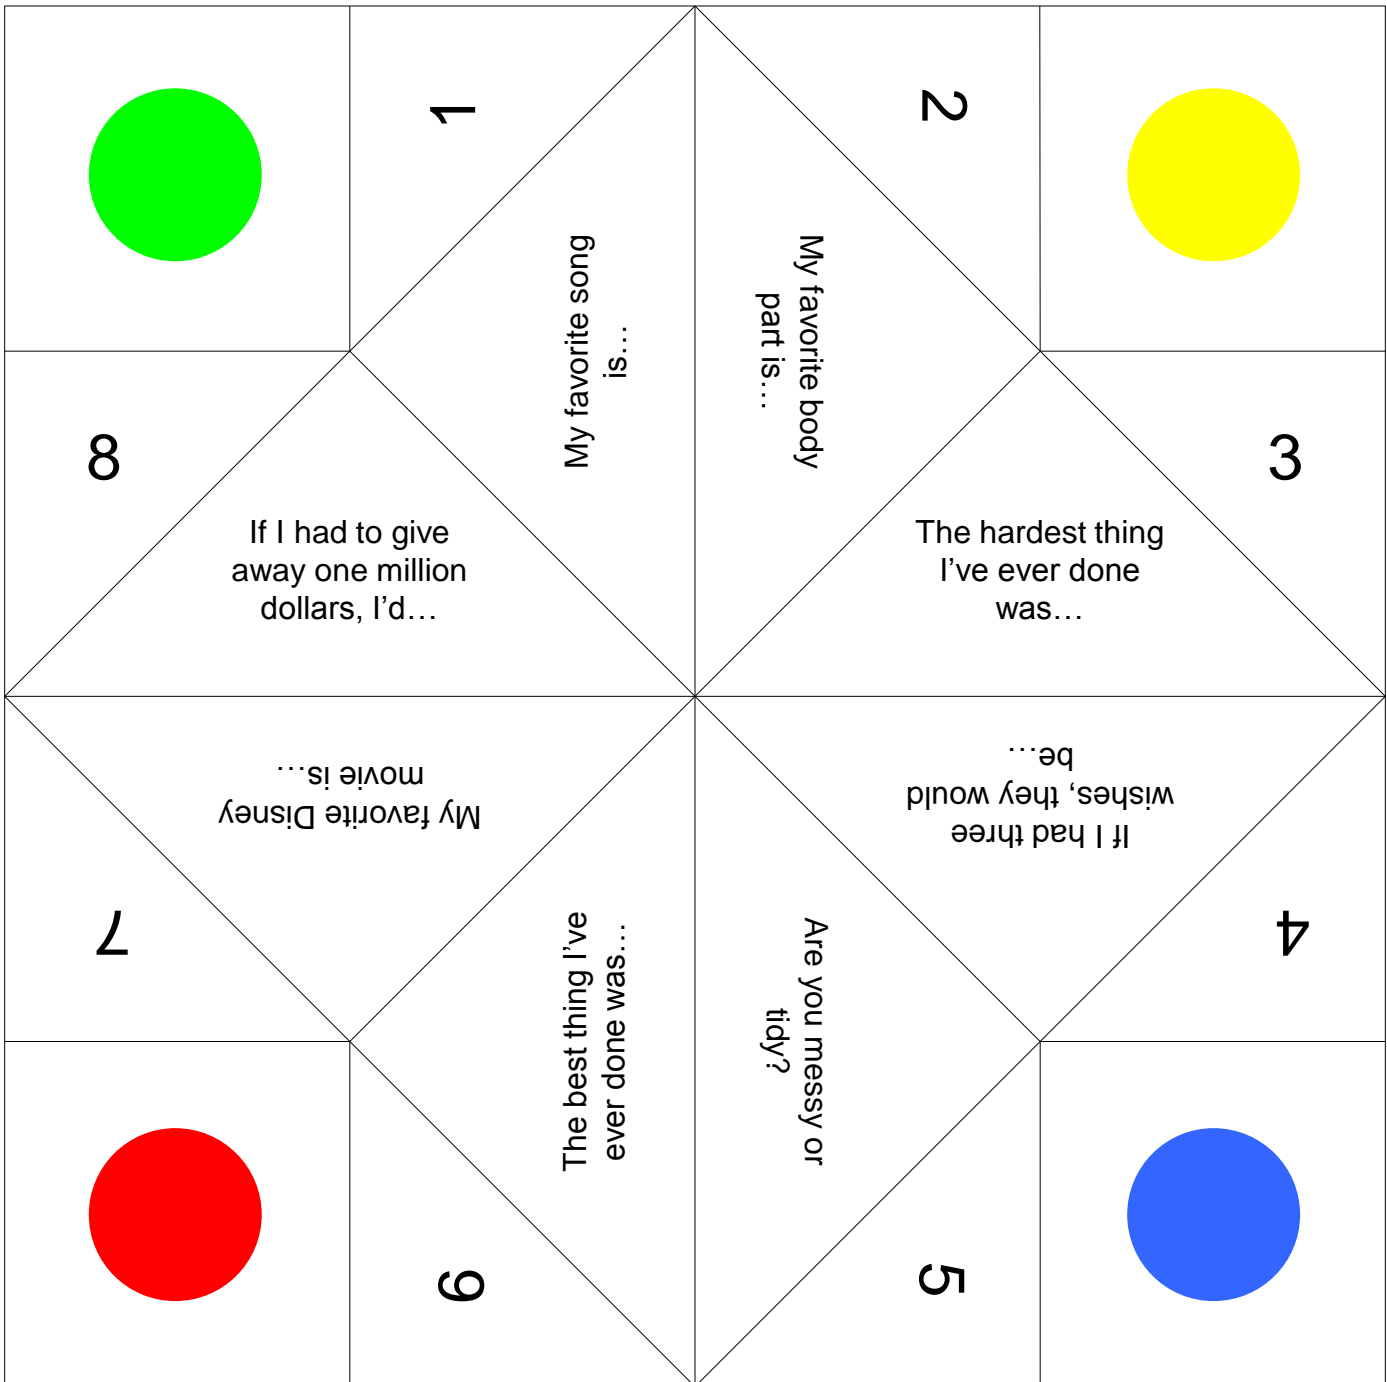 1
2
My favorite song
is…
My favorite body
part is…
8
3
If I had to give
away one million
dollars, I’d…
The hardest thing
I’ve ever done
was…
My favorite Disney
movie is…
If I had three
wishes, they would
be…
7
4
The best thing I’ve
ever done was…
Are you messy or
tidy?
6
5